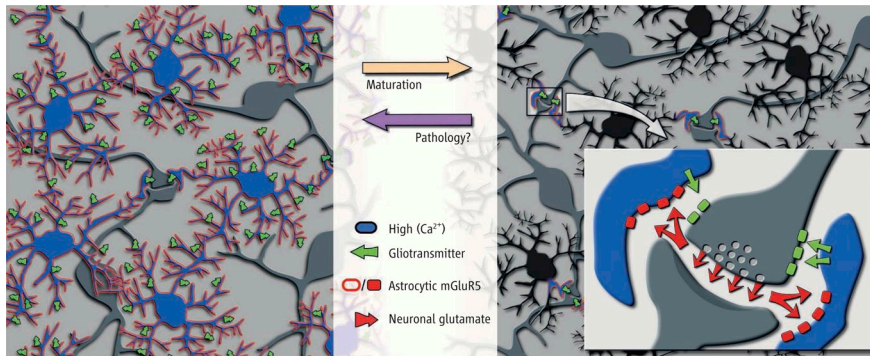 Maturation
Pathology?
High (Ca²⁺)
Gliotransmitter
Astrocytic mGluR5
Neuronal glutamate